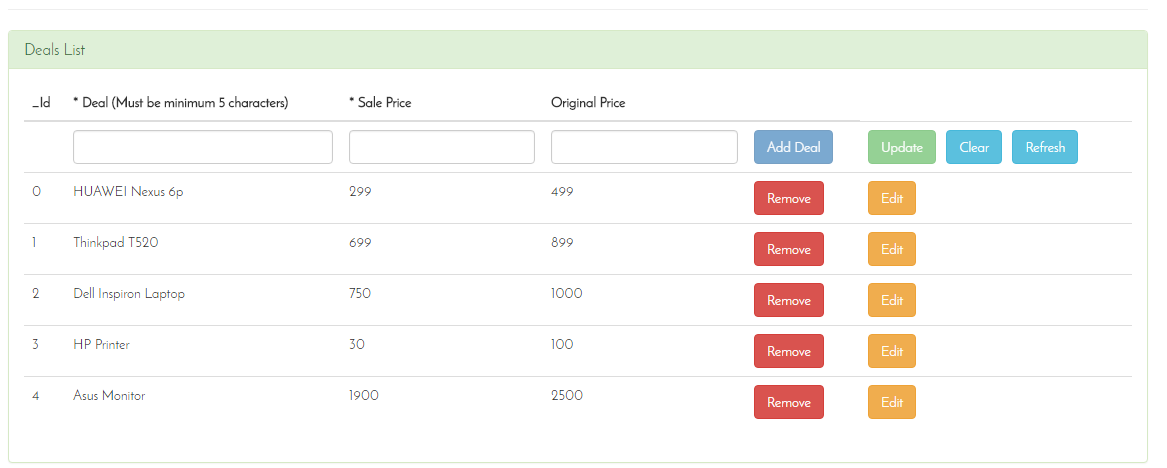 Deals List
_Id * Deal (Must be minimum 5 characters) * Sale Price Original Price
Add Deal Update Clear Refresh
0 HUAWEI Nexus 6p 299 499 Remove Edit
1 Thinkpad T520 699 899 Remove Edit
2 Dell Inspiron Laptop 750 1000 Remove Edit
3 HP Printer 30 100 Remove Edit
4 Asus Monitor 1900 2500 Remove Edit